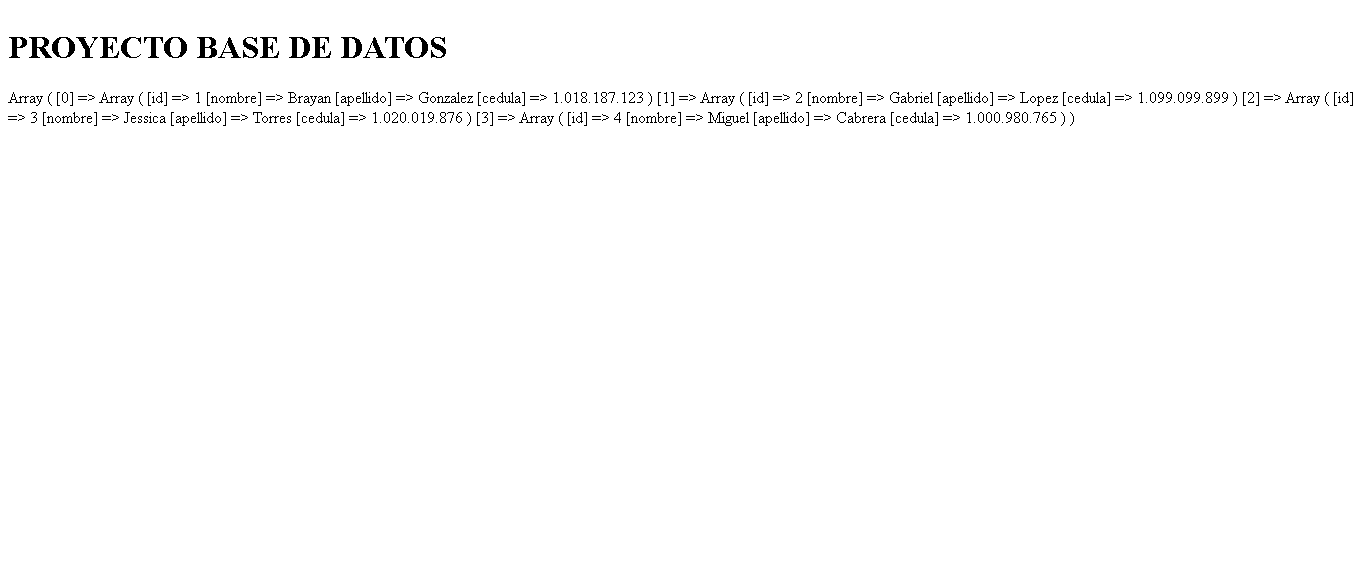 PROYECTO BASE DE DATOS
Array ( [0] => Array ( [id] => 1 [nombre] => Brayan [apellido] => Gonzalez [cedula] => 1.018.187.123 ) [1] => Array ( [id] => 2 [nombre] => Gabriel [apellido] => Lopez [cedula] => 1.099.099.899 ) [2] => Array ( [id]
=> 3 [nombre] => Jessica [apellido] => Torres [cedula] => 1.020.019.876 ) [3] => Array ( [id] => 4 [nombre] => Miguel [apellido] => Cabrera [cedula] => 1.000.980.765 ) )